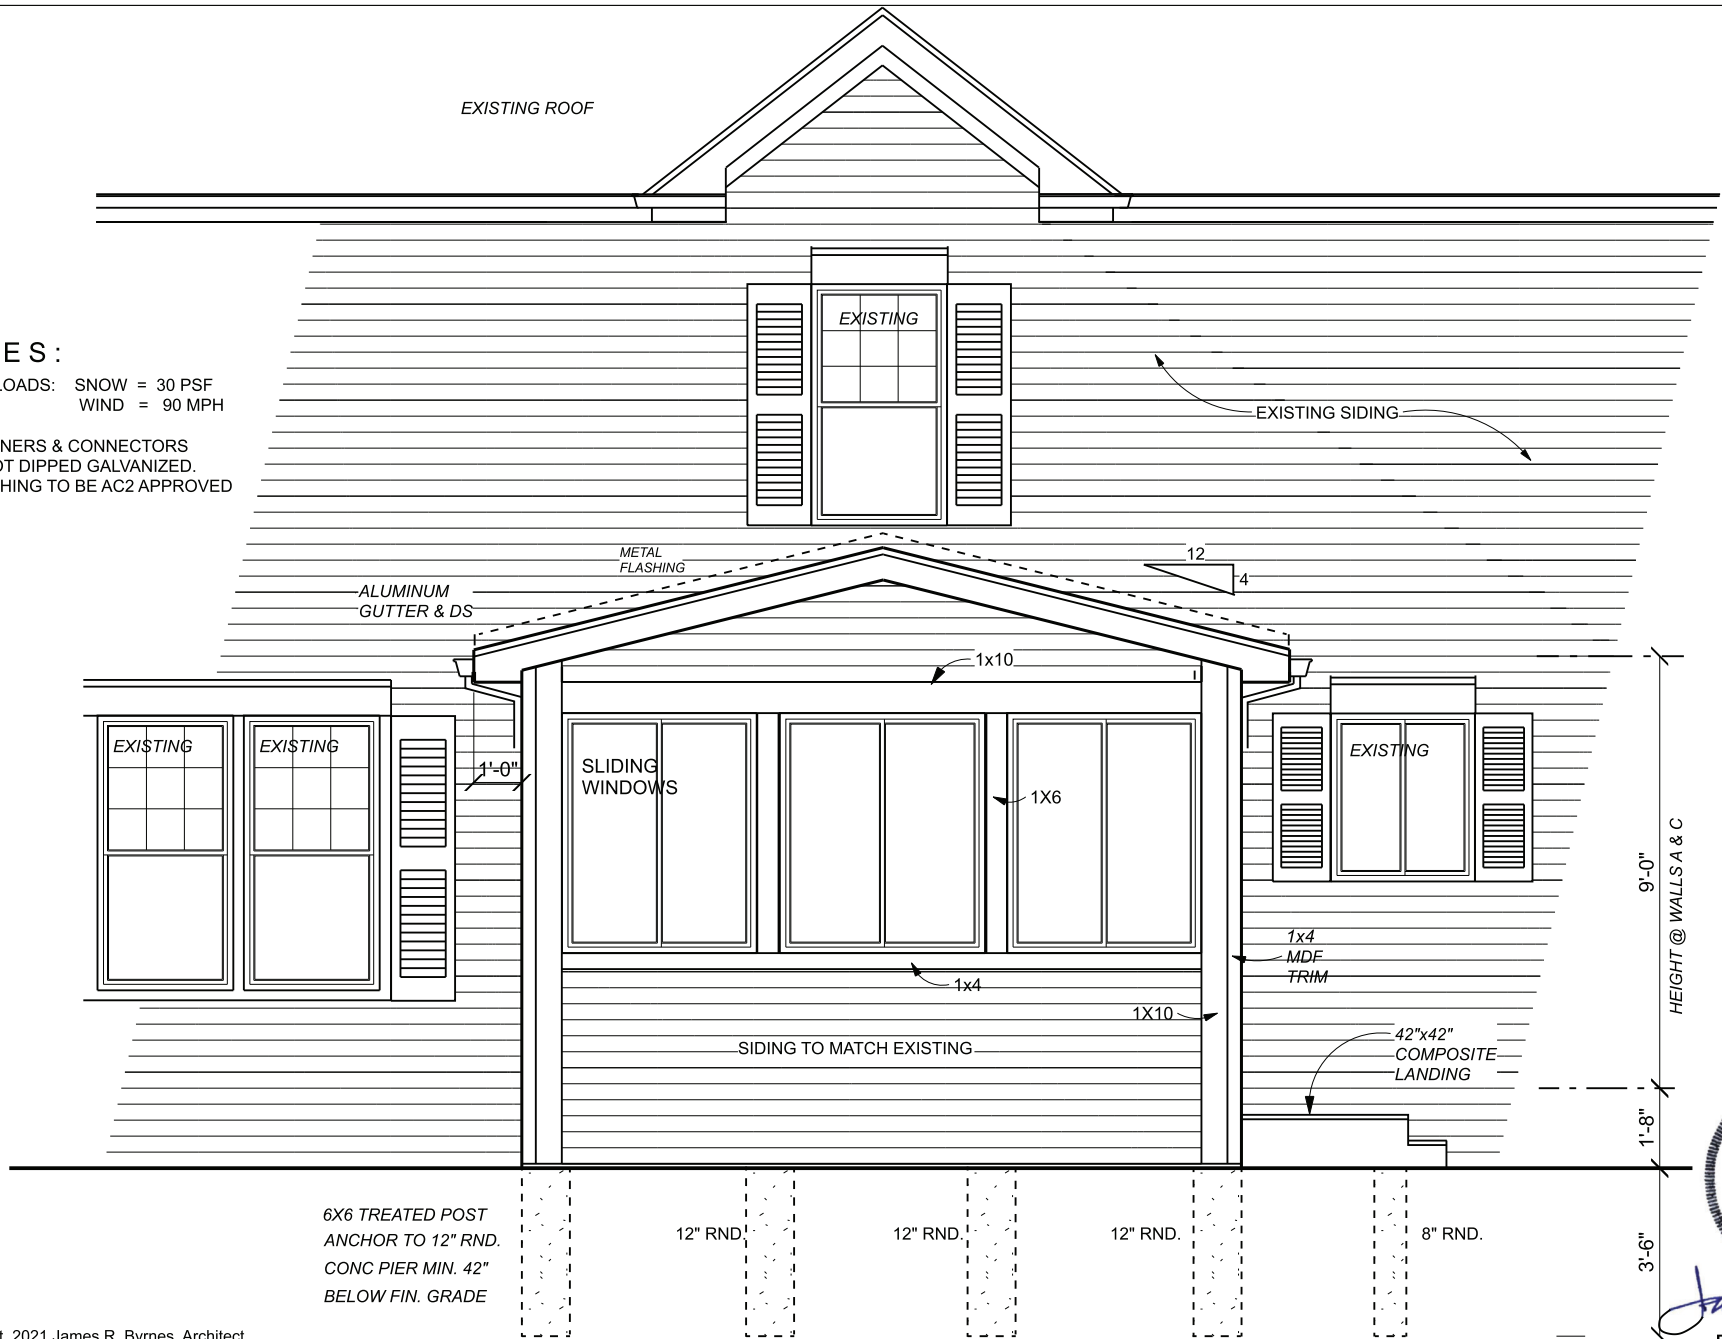 EXISTING ROOF
ES:
LOADS: SNOW = 30 PSF
WIND = 90 MPH
NERS & CONNECTORS
OT DIPPED GALVANIZED.
HING TO BE AC2 APPROVED
EXISTING
EXISTING SIDING
METAL
FLASHING
12
4
ALUMINUM
GUTTER & DS
1x10
EXISTING
EXISTING
1'-0"
SLIDING
WINDOWS
1X6
EXISTING
9'-0"
HEIGHT @ WALLS A & C
1x4
MDF
TRIM
1x4
1X10
SIDING TO MATCH EXISTING
42"x42"
COMPOSITE
LANDING
1'-8"
6X6 TREATED POST
ANCHOR TO 12" RND.
CONC PIER MIN. 42"
BELOW FIN. GRADE
12" RND.
12" RND.
12" RND.
8" RND.
3'-6"
t. 2021 James R. Byrnes, Architect